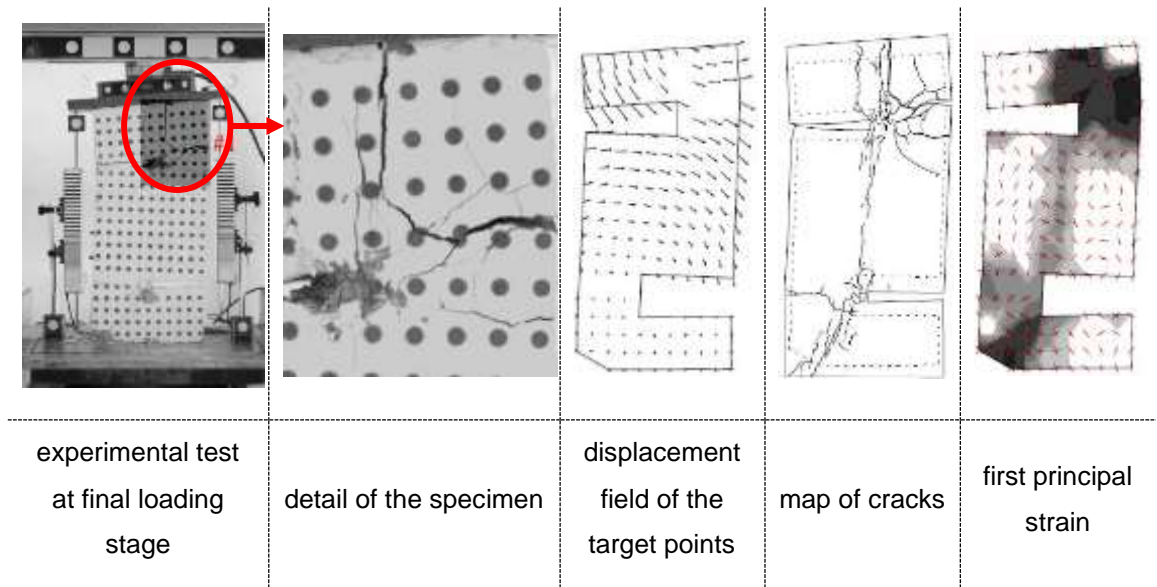 experimental test
at final loading
stage
detail of the specimen
displacement
field of the
target points
map of cracks
first principal
strain